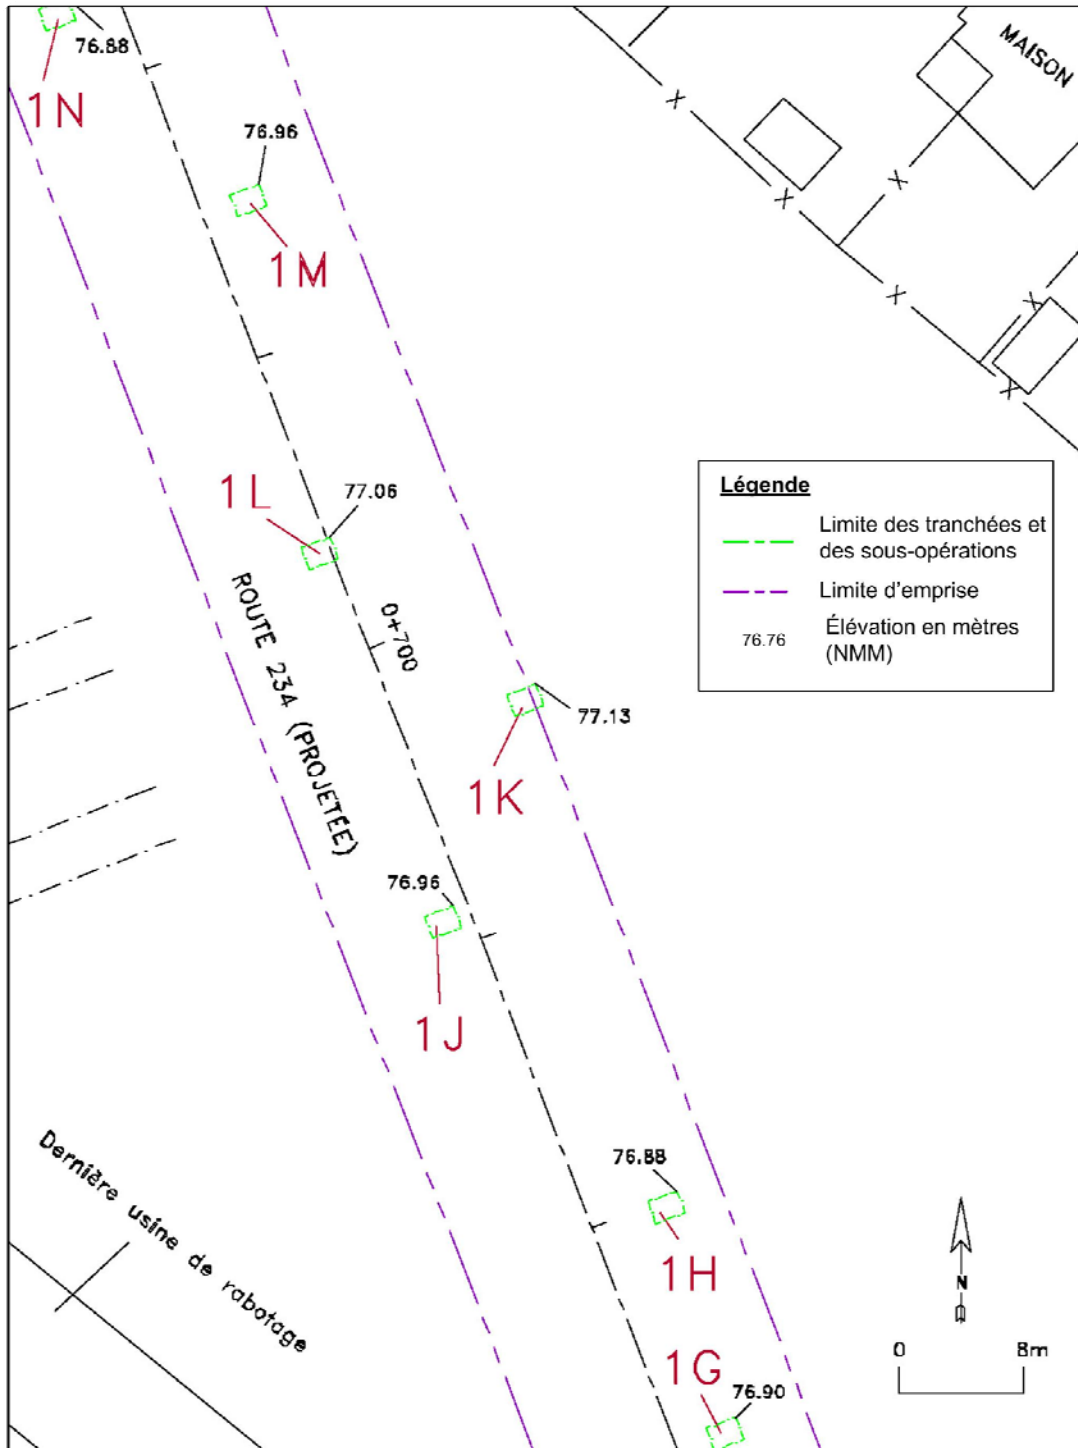 76.88
1N
MAISON
76.96
1M
1L
77.06
Légende
Limite des tranchées et
des sous-opérations
Limite d'emprise
76.76
Élévation en mètres
(NMM)
ROUTE 234 (PROJETÉE)
0+700
77.13
1K
76.96
1J
Dernière usine de rabotage
76.88
1H
N
0
8m
1G
76.90
X
X
X
X
X
X